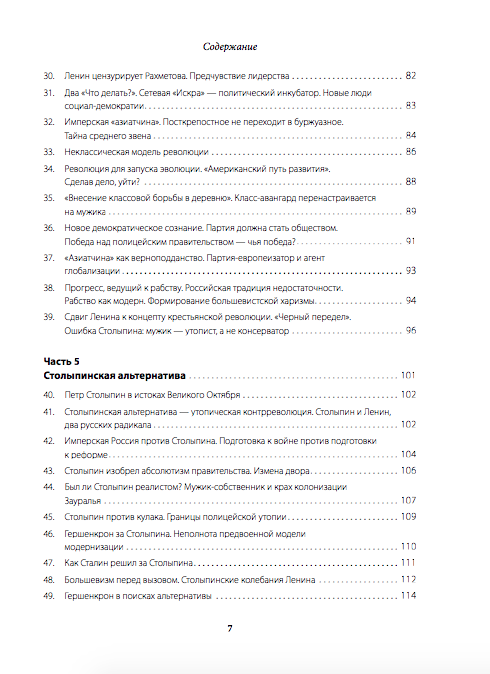 Содержание
30. Ленин цензурирует Рахметова. Предчувствие лидерства 82
31. Два «Что делать?». Сетевая «Искра» — политический инкубатор. Новые люди
социал-демократии. 83
32. Имперская «азиатчина». Посткрепостное не переходит в буржуазное.
Тайна среднего звена 84
33. Неклассическая модель революции 86
34. Революция для запуска эволюции. «Американский путь развития».
Сделав дело, уйти? 88
35. «Внесение классовой борьбы в деревню». Класс-авангард перенастраивается
на мужика 89
36. Новое демократическое сознание. Партия должна стать обществом.
Победа над полицейским правительством — чья победа? 91
37. «Азиатчина» как верноподданство. Партия-европеизатор и агент
глобализации 93
38. Прогресс, ведущий к рабству. Российская традиция недостаточности.
Рабство как модерн. Формирование большевистской харизмы. 94
39. Сдвиг Ленина к концепту крестьянской революции. «Черный передел».
Ошибка Столыпина: мужик — утопист, а не консерватор 96
Часть 5
Столыпинская альтернатива 101
40. Петр Столыпин в истоках Великого Октября 102
41. Столыпинская альтернатива — утопическая контрреволюция. Столыпин и Ленин,
два русских радикала 102
42. Имперская Россия против Столыпина. Подготовка к войне против подготовки
к реформе 104
43. Столыпин изобрел абсолютизм правительства. Измена двора 106
44. Был ли Столыпин реалистом? Мужик-собственник и крах колонизации
Зауралья 107
45. Столыпин против кулака. Границы полицейской утопии 109
46. Гершенкрон за Столыпина. Неполнота предвоенной модели
модернизации 110
47. Как Сталин решил за Столыпина 111
48. Большевизм перед вызовом. Столыпинские колебания Ленина 112
49. Гершенкрон в поисках альтернативы 114
7